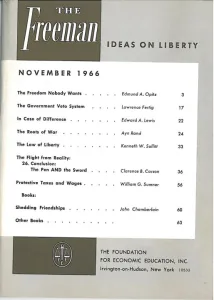 THE
Freeman
IDEAS ON LIBERTY
NOVEMBER 1966
The Freedom Nobody Wants . . . . . Edmund A. Opitz 3
The Government Veto System . . . . Lawrence Fertig 17
In Case of Difference . . . . . . Edward A. Lewis 22
The Roots of War . . . . . . Ayn Rand 24
The Law of Liberty . . . . . . Kenneth W. Sollitt 33
The Flight from Reality:
26. Conclusion:
The Pen AND the Sword . . . . Clarence B. Carson 36
Protective Taxes and Wages . . . . . William G. Sumner 56
Books:
Shedding Friendships . . . . . . John Chamberlain 60
Other Books . . . . . . . . . . . . 63
THE FOUNDATION
FOR ECONOMIC EDUCATION, INC.
Irvington-on-Hudson, New York 10533